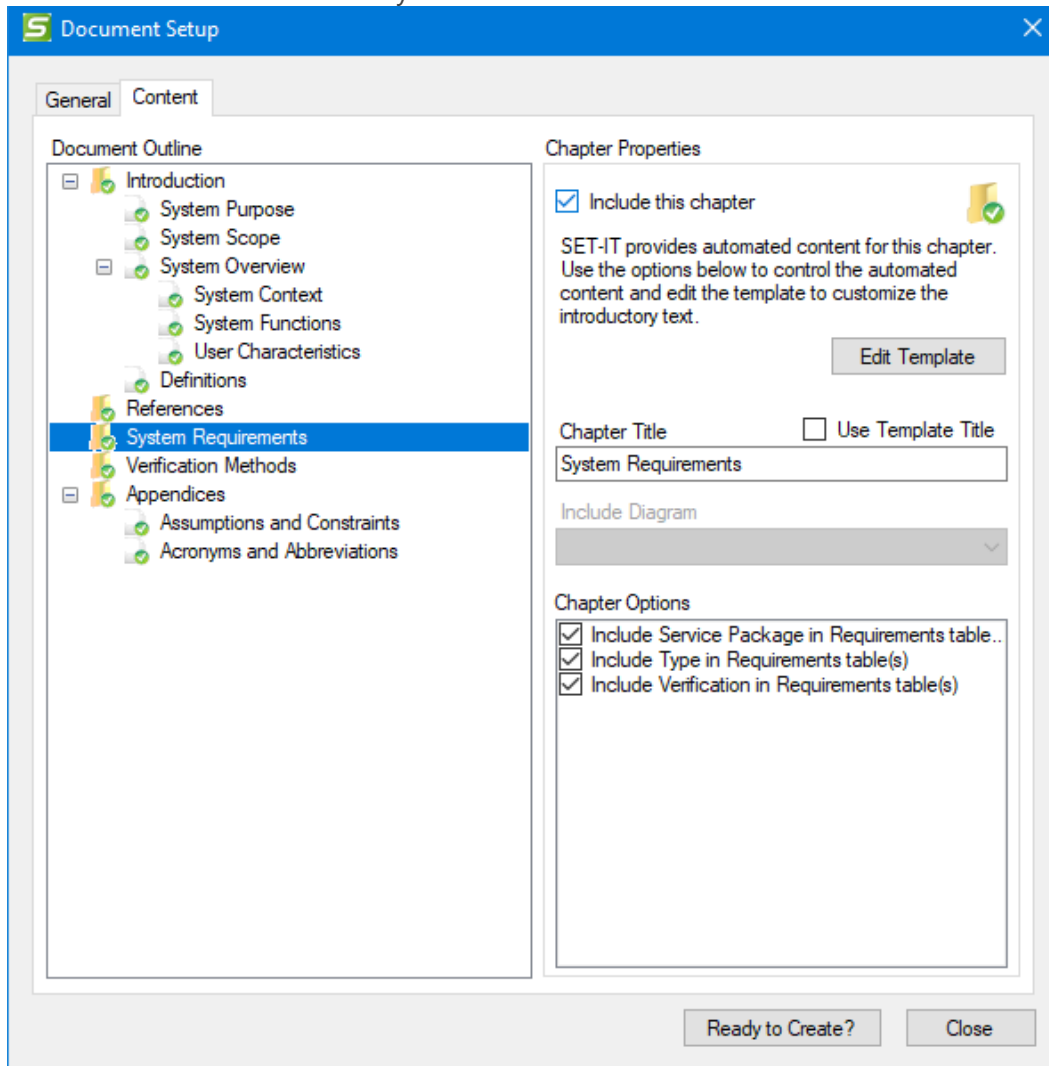 Document Setup
General
Content
Document Outline
Introduction
System Purpose
System Scope
System Overview
System Context
System Functions
User Characteristics
Definitions
References
System Requirements
Verification Methods
Appendices
Assumptions and Constraints
Acronyms and Abbreviations
Chapter Properties
Include this chapter
SET-IT provides automated content for this chapter.
Use the options below to control the automated
content and edit the template to customize the
introductory text.
Edit Template
Chapter Title
Use Template Title
System Requirements
Include Diagram
Chapter Options
Include Service Package in Requirements table..
Include Type in Requirements table(s)
Include Verification in Requirements table(s)
Ready to Create?
Close